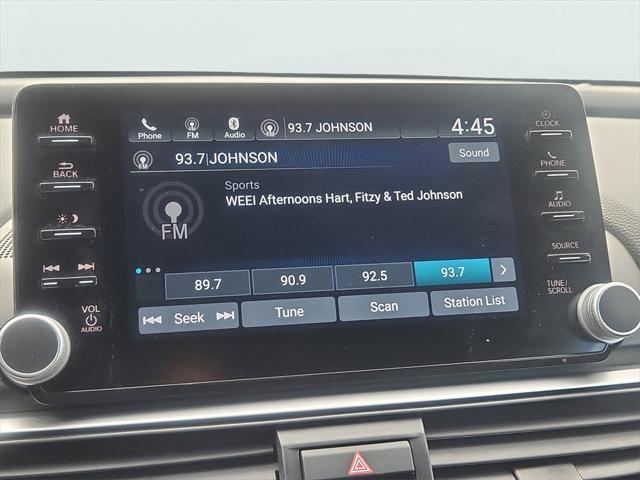 HOME
BACK
VOL
AUDIO
Phone
FM
Audio
93.7 JOHNSON
4:45
FM
93.7 JOHNSON
Sound
FM
Sports
WEEI Afternoons Hart, Fitzy & Ted Johnson
89.7
90.9
92.5
93.7
Seek
Tune
Scan
Station List
CLOCK
PHONE
AUDIO
SOURCE
TUNE/
SCROLL